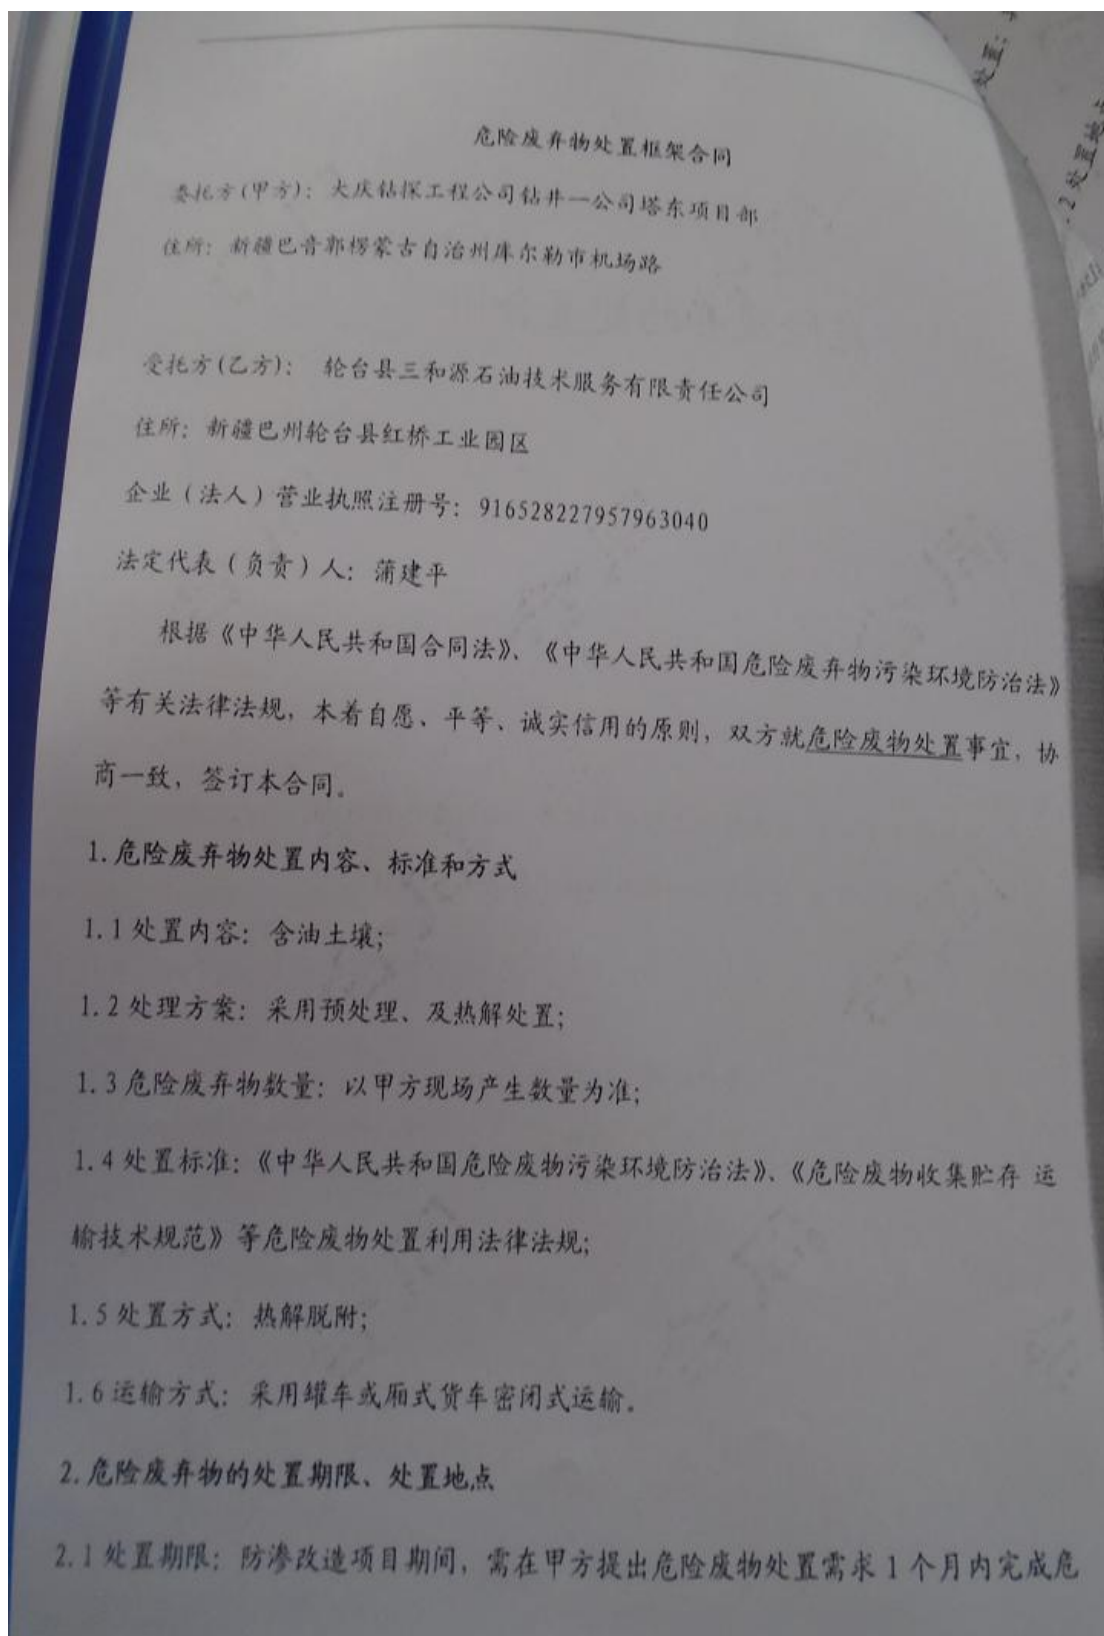 危险废弃物处置框架合同
委托方(甲方): 大庆钻探工程公司钻井一公司塔东项目部
住所: 新疆巴音郭楞蒙古自治州库尔勒市机场路
受托方(乙方): 轮台县三和源石油技术服务有限责任公司
住所: 新疆巴州轮台县红桥工业园区
企业(法人)营业执照注册号: 916528227957963040
法定代表(负责)人: 蒲建平
根据《中华人民共和国合同法》、《中华人民共和国危险废弃物污染环境防治法》
等有关法律法规, 本着自愿、平等、诚实信用的原则, 双方就危险废物处置事宜, 协
商一致, 签订本合同。
1. 危险废弃物处置内容、标准和方式
1.1 处置内容: 含油土壤;
1.2 处理方案: 采用预处理、及热解处置;
1.3 危险废弃物数量: 以甲方现场产生数量为准;
1.4 处置标准:《中华人民共和国危险废物污染环境防治法》、《危险废物收集贮存 运
输技术规范》等危险废物处置利用法律法规;
1.5 处置方式: 热解脱附;
1.6 运输方式: 采用罐车或厢式货车密闭式运输。
2. 危险废弃物的处置期限、处置地点
2.1 处置期限: 防渗改造项目期间, 需在甲方提出危险废物处置需求 1 个月内完成危
处置:
.2处置地